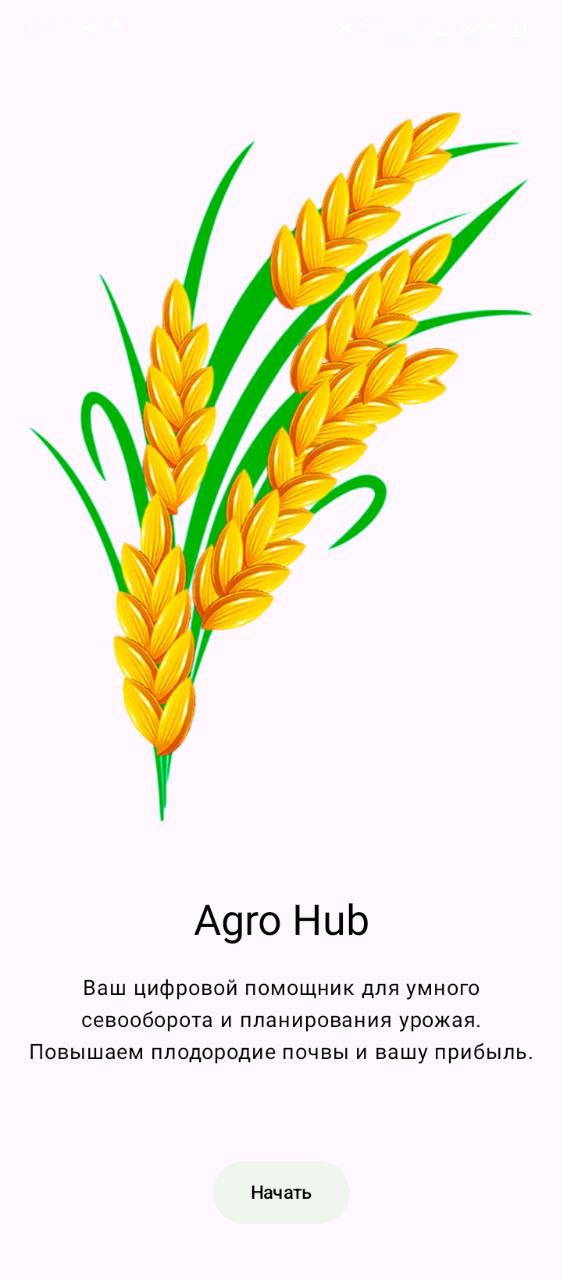 Agro Hub
Ваш цифровой помощник для умного
севооборота и планирования урожая.
Повышаем плодородие почвы и вашу прибыль.
Начать